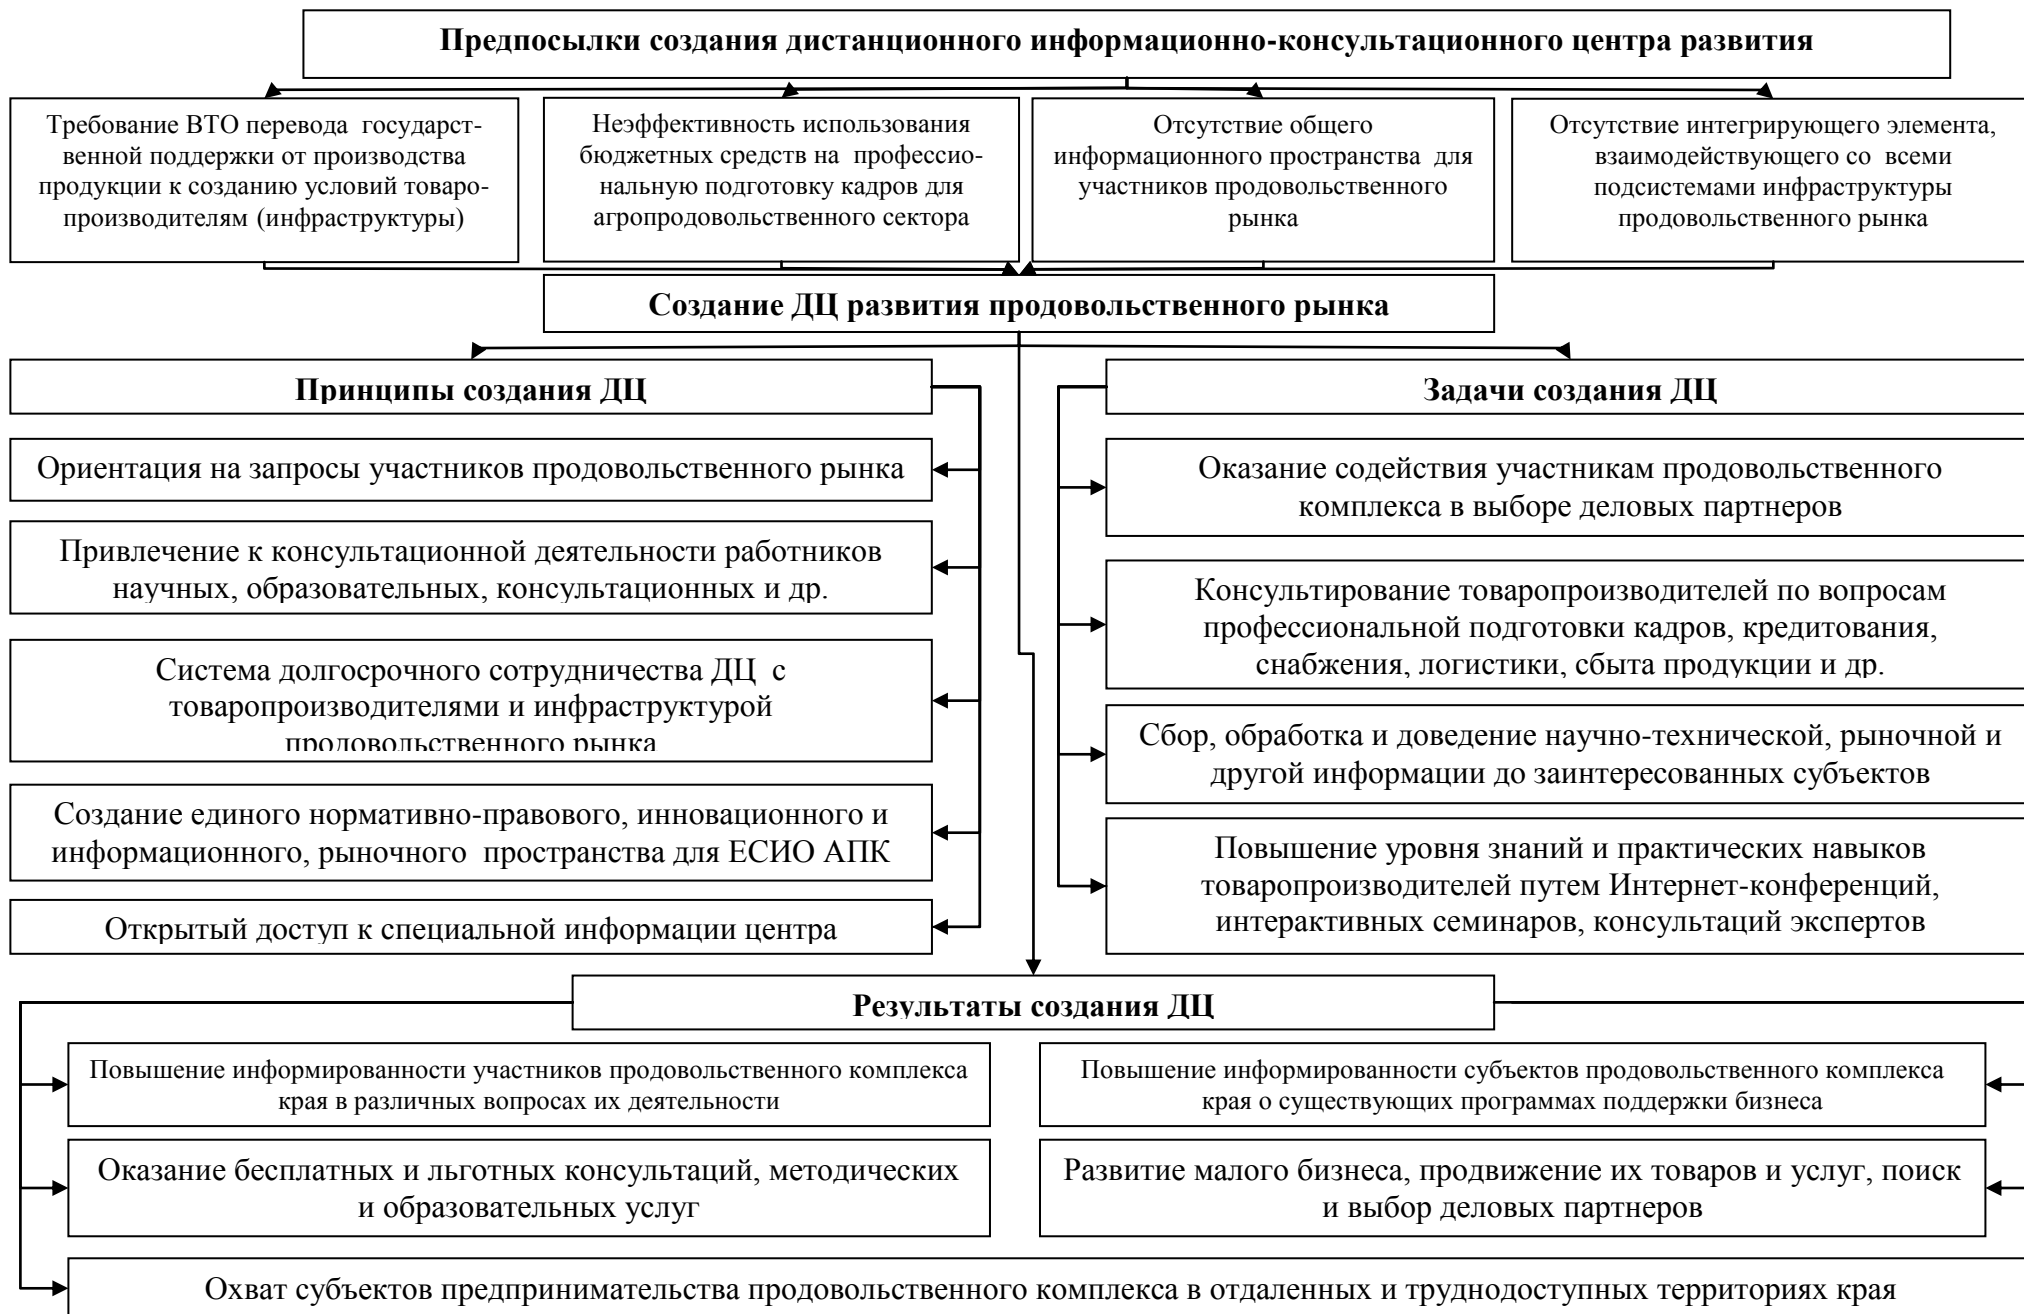 Предпосылки создания дистанционного информационно-консультационного центра развития
Требование ВТО перевода государст-
венной поддержки от производства
продукции к созданию условий товаро-
производителям (инфраструктуры)
Неэффективность использования
бюджетных средств на профессио-
нальную подготовку кадров для
агропродовольственного сектора
Отсутствие общего
информационного пространства для
участников продовольственного
рынка
Отсутствие интегрирующего элемента,
взаимодействующего со всеми
подсистемами инфраструктуры
продовольственного рынка
Создание ДЦ развития продовольственного рынка
Принципы создания ДЦ
Ориентация на запросы участников продовольственного рынка
Привлечение к консультационной деятельности работников
научных, образовательных, консультационных и др.
Система долгосрочного сотрудничества ДЦ с
товаропроизводителями и инфраструктурой
продовольственного рынка
Создание единого нормативно-правового, инновационного и
информационного, рыночного пространства для ЕСИО АПК
Открытый доступ к специальной информации центра
Задачи создания ДЦ
Оказание содействия участникам продовольственного
комплекса в выборе деловых партнеров
Консультирование товаропроизводителей по вопросам
профессиональной подготовки кадров, кредитования,
снабжения, логистики, сбыта продукции и др.
Сбор, обработка и доведение научно-технической, рыночной и
другой информации до заинтересованных субъектов
Повышение уровня знаний и практических навыков
товаропроизводителей путем Интернет-конференций,
интерактивных семинаров, консультаций экспертов
Результаты создания ДЦ
Повышение информированности участников продовольственного комплекса
края в различных вопросах их деятельности
Повышение информированности субъектов продовольственного комплекса
края о существующих программах поддержки бизнеса
Оказание бесплатных и льготных консультаций, методических
и образовательных услуг
Развитие малого бизнеса, продвижение их товаров и услуг, поиск
и выбор деловых партнеров
Охват субъектов предпринимательства продовольственного комплекса в отдаленных и труднодоступных территориях края